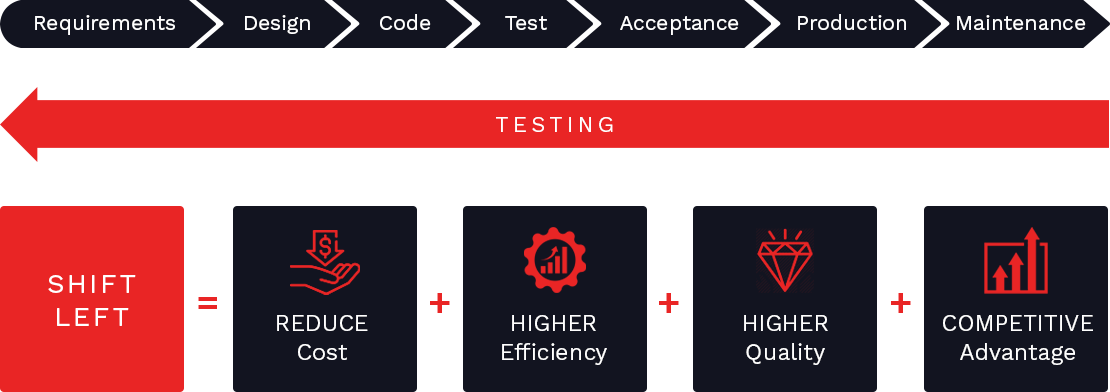 Requirements Design Code Test Acceptance Production Maintenance
TESTING
SHIFT
LEFT
=
REDUCE
Cost
+
HIGHER
Efficiency
+
HIGHER
Quality
+
COMPETITIVE
Advantage